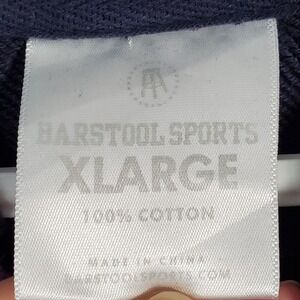 BARSTOOL SPORTS
XLARGE
100% COTTON
MADE IN CHINA
BARSTOOLSPORTS.COM